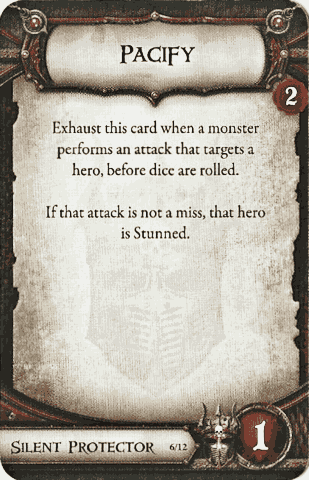 Pacify
2
Exhaust this card when a monster
performs an attack that targets a
hero, before dice are rolled.
If that attack is not a miss, that hero
is Stunned.
Silent Protector 6/12
1